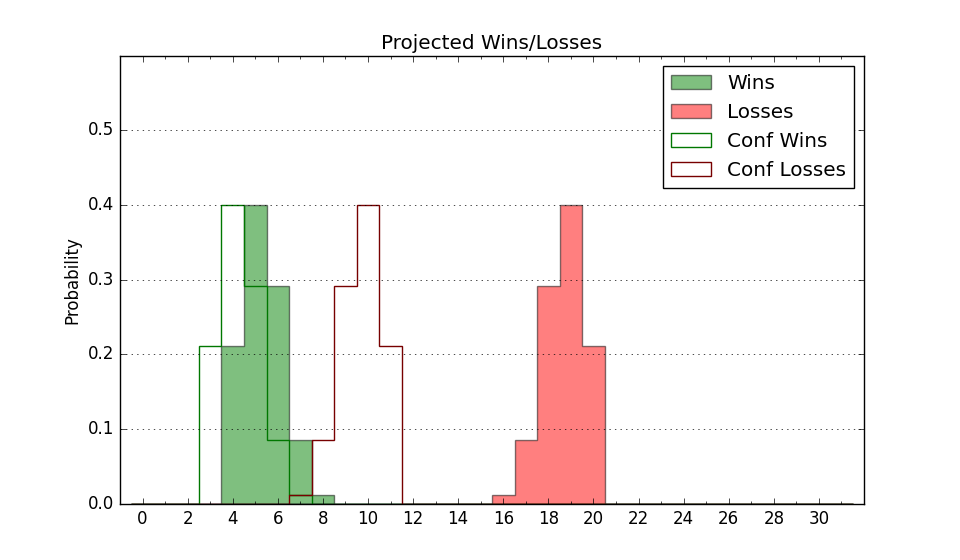 Projected Wins/Losses
Wins
Losses
Conf Wins
Conf Losses
Probability
0.5
0.4
0.3
0.2
0.1
0.0
0 2 4 6 8 10 12 14 16 18 20 22 24 26 28 30